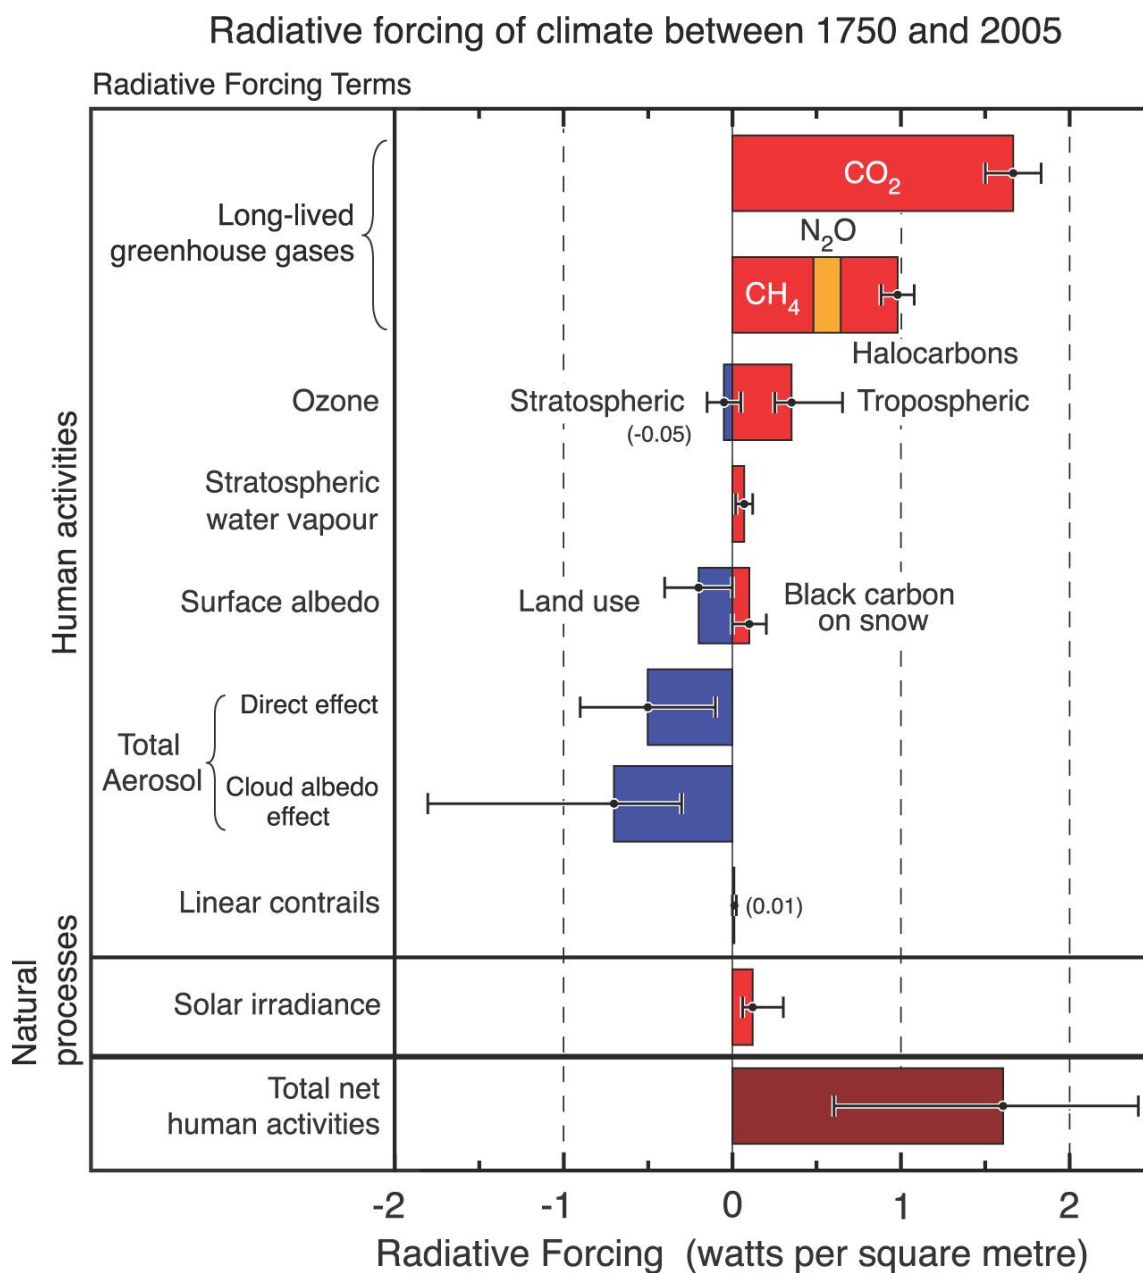 Radiative forcing of climate between 1750 and 2005
Radiative Forcing Terms
Human activities
Long-lived
greenhouse gases
CO₂
N₂O
CH₄
Halocarbons
Ozone
Stratospheric
(-0.05)
Tropospheric
Stratospheric
water vapour
Surface albedo
Land use
Black carbon
on snow
Total
Aerosol
Direct effect
Cloud albedo
effect
Linear contrails
(0.01)
Natural
processes
Solar irradiance
Total net
human activities
-2 -1 0 1 2
Radiative Forcing (watts per square metre)